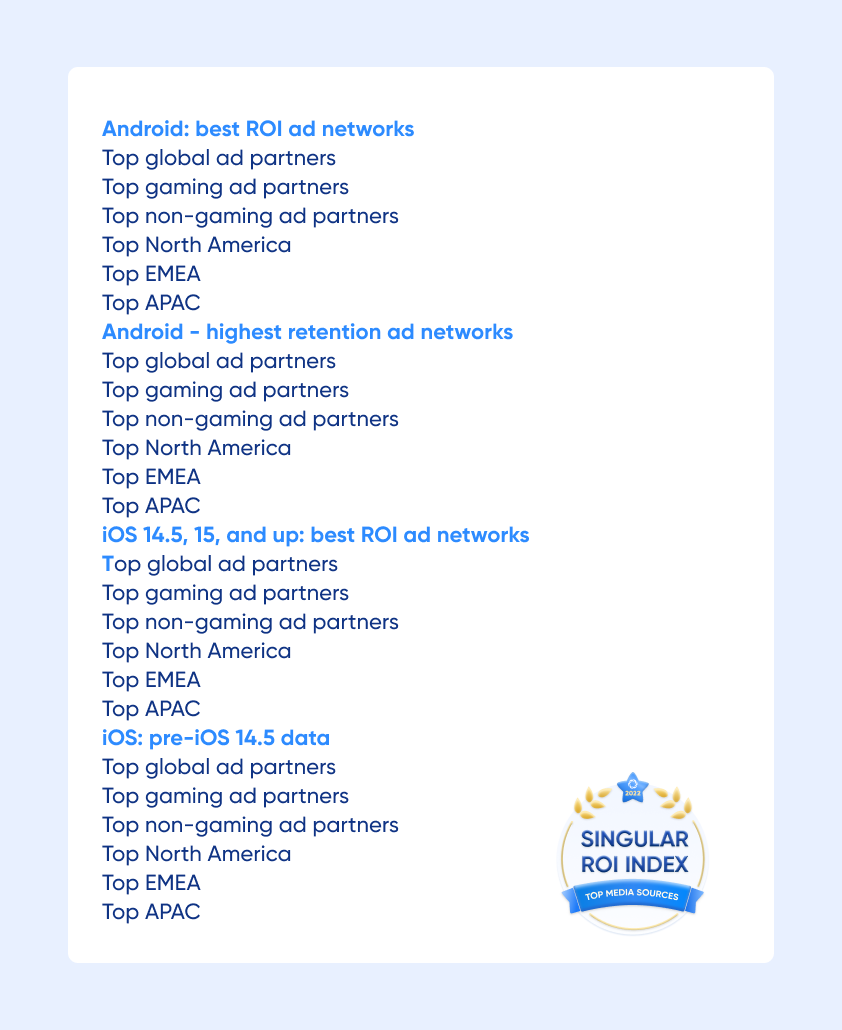 Android: best ROI ad networks
Top global ad partners
Top gaming ad partners
Top non-gaming ad partners
Top North America
Top EMEA
Top APAC
Android - highest retention ad networks
Top global ad partners
Top gaming ad partners
Top non-gaming ad partners
Top North America
Top EMEA
Top APAC
iOS 14.5, 15, and up: best ROI ad networks
Top global ad partners
Top gaming ad partners
Top non-gaming ad partners
Top North America
Top EMEA
Top APAC
iOS: pre-iOS 14.5 data
Top global ad partners
Top gaming ad partners
Top non-gaming ad partners
Top North America
Top EMEA
Top APAC
2022
SINGULAR
ROI INDEX
TOP MEDIA SOURCES